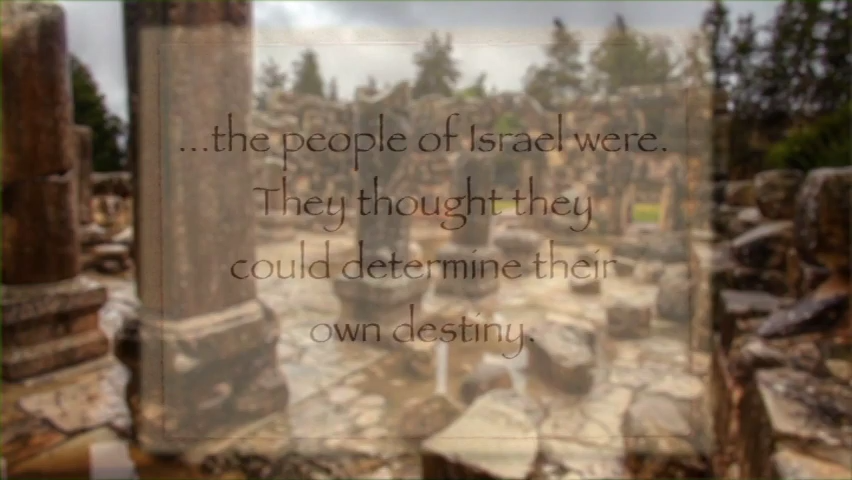 ...the people of Israel were.
They thought they
could determine their
own destiny.